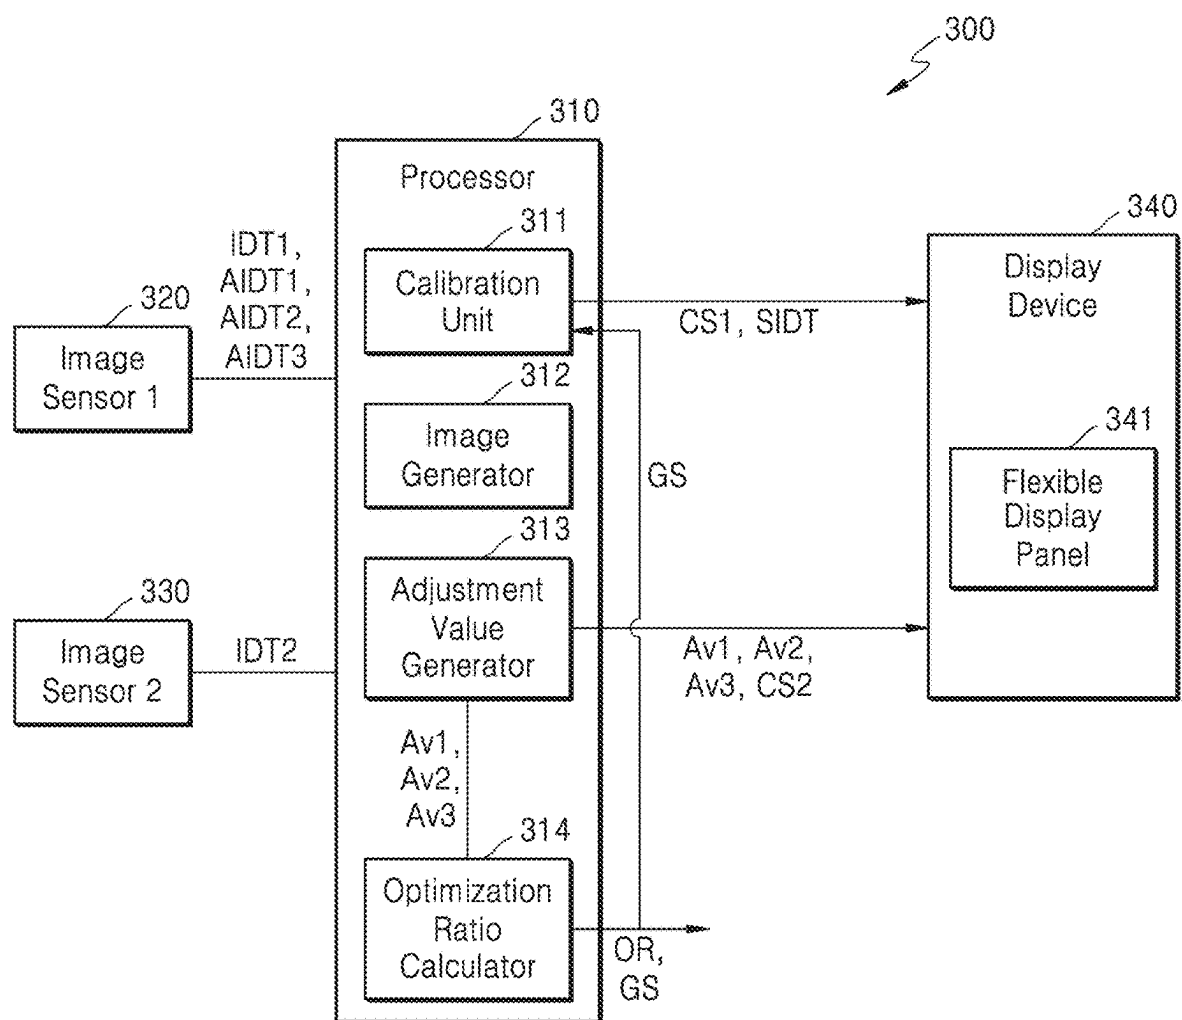 300
310
Processor
311
Calibration
Unit
312
Image
Generator
313
Adjustment
Value
Generator
Av1,
Av2,
Av3
314
Optimization
Ratio
Calculator
320
Image
Sensor 1
IDT1,
AIDT1,
AIDT2,
AIDT3
330
Image
Sensor 2
IDT2
CS1, SIDT
GS
Av1, Av2,
Av3, CS2
OR,
GS
340
Display
Device
341
Flexible
Display
Panel